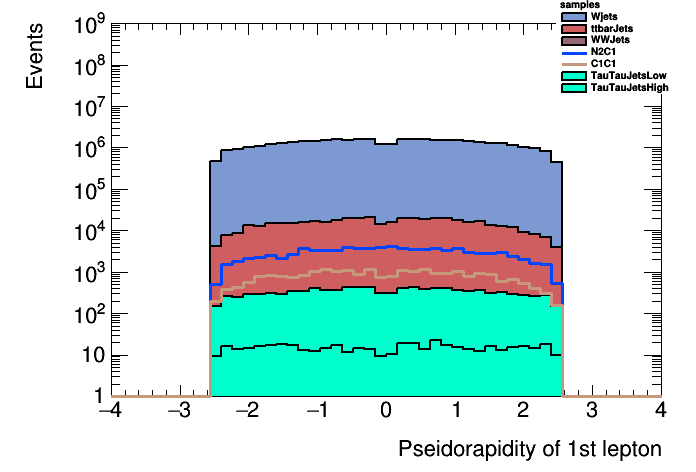 samples
Wjets
ttbarJets
WWJets
N2C1
C1C1
TauTauJetsLow
TauTauJetsHigh
Events
10⁹
10⁸
10⁷
10⁶
10⁵
10⁴
10³
10²
10
1
−4 −3 −2 −1 0 1 2 3 4
Pseidorapidity of 1st lepton